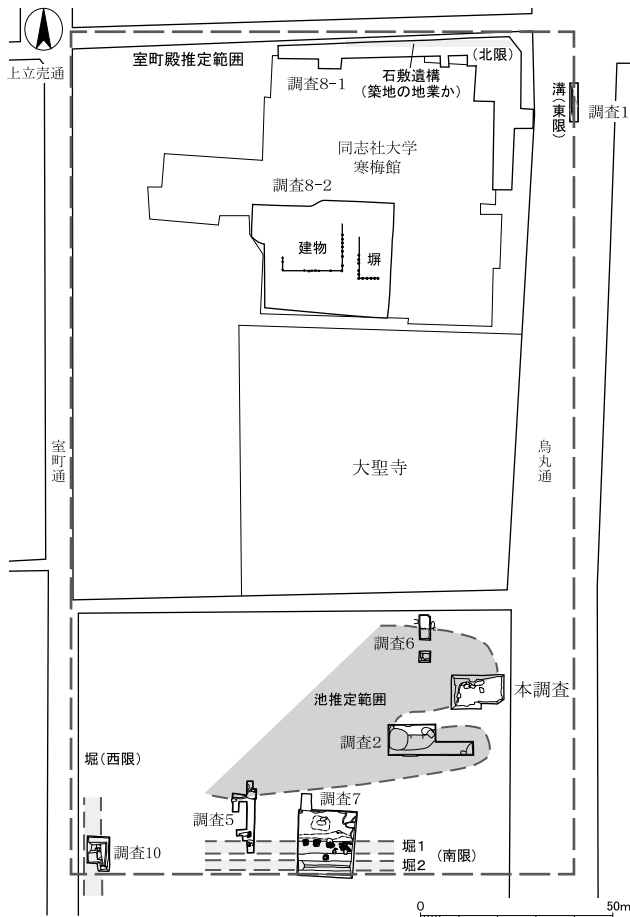 室町殿推定範囲
(北限)
上立売通
調査8-1
石敷遺構
(築地の地業か)
溝(東限)
調査1
同志社大学
寒梅館
調査8-2
建物
塀
室町通
大聖寺
烏丸通
調査6
本調査
池推定範囲
調査2
堀(西限)
調査7
調査5
堀1
(南限)
堀2
調査10
0
50m